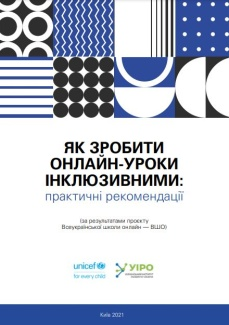 ЯК ЗРОБИТИ
ОНЛАЙН-УРОКИ
ІНКЛЮЗИВНИМИ:
практичні рекомендації
(за результатами проєкту
Всеукраїнської школи онлайн — ВШО)
unicef
for every child
УІРО
Київ 2021